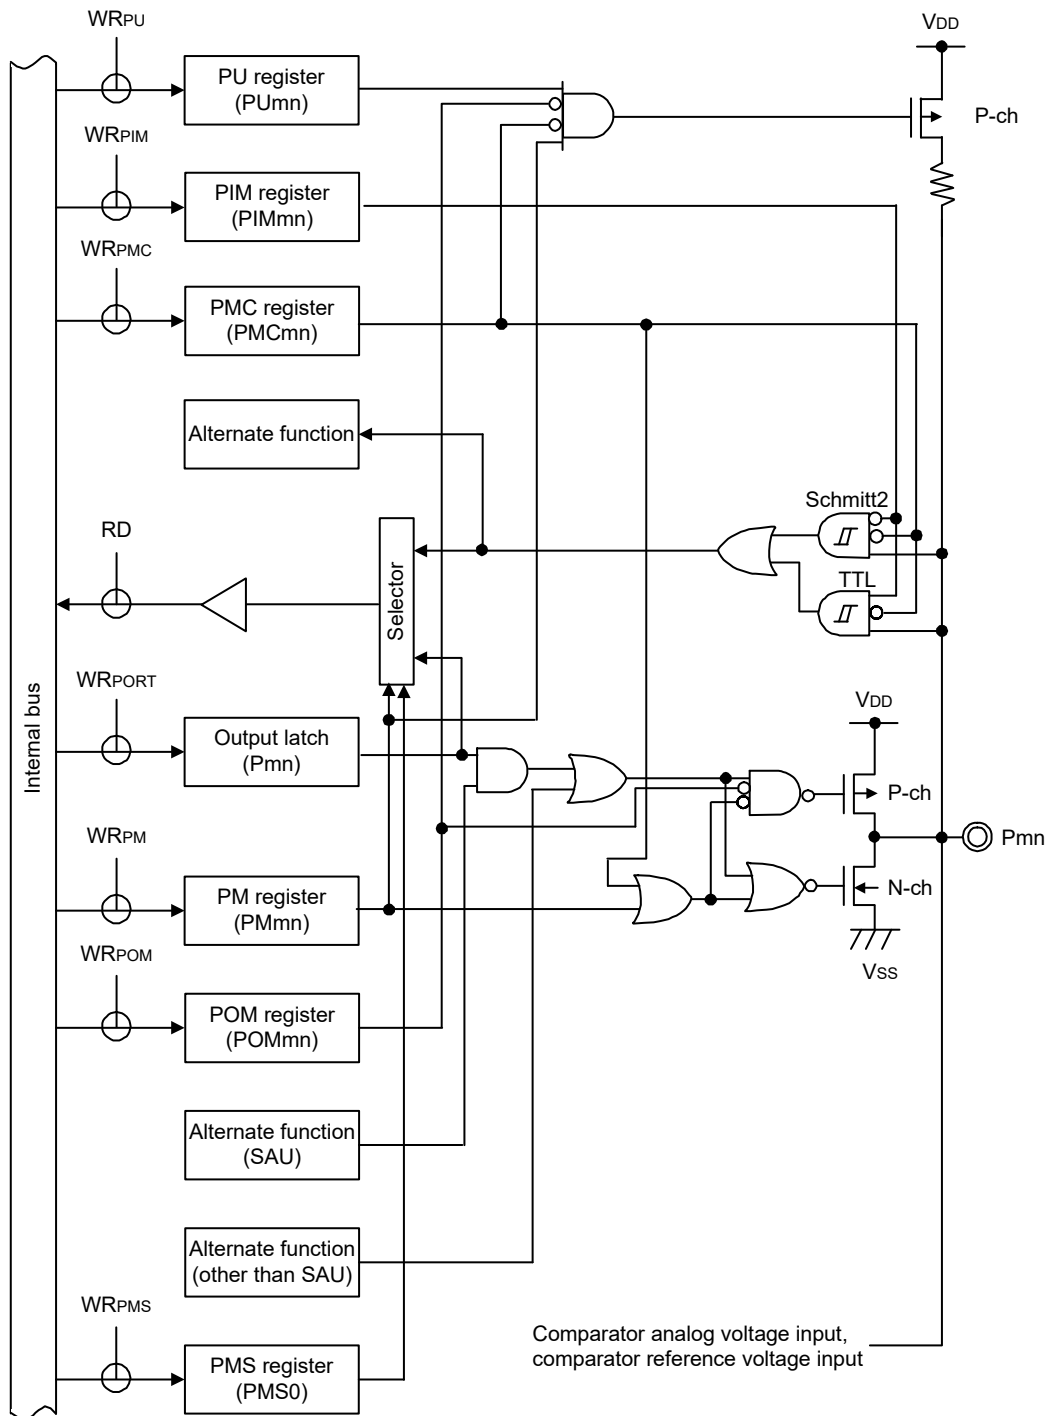 WRPU
VDD
PU register
(PUmn)
P-ch
WRPIM
PIM register
(PIMmn)
WRPMC
PMC register
(PMCmn)
Alternate function
Schmitt2
RD
TTL
Selector
Internal bus
WRPORT
VDD
Output latch
(Pmn)
P-ch
Pmn
WRPM
PM register
(PMmn)
N-ch
WRPOM
VSS
POM register
(POMmn)
Alternate function
(SAU)
Alternate function
(other than SAU)
WRPMS
Comparator analog voltage input,
comparator reference voltage input
PMS register
(PMS0)